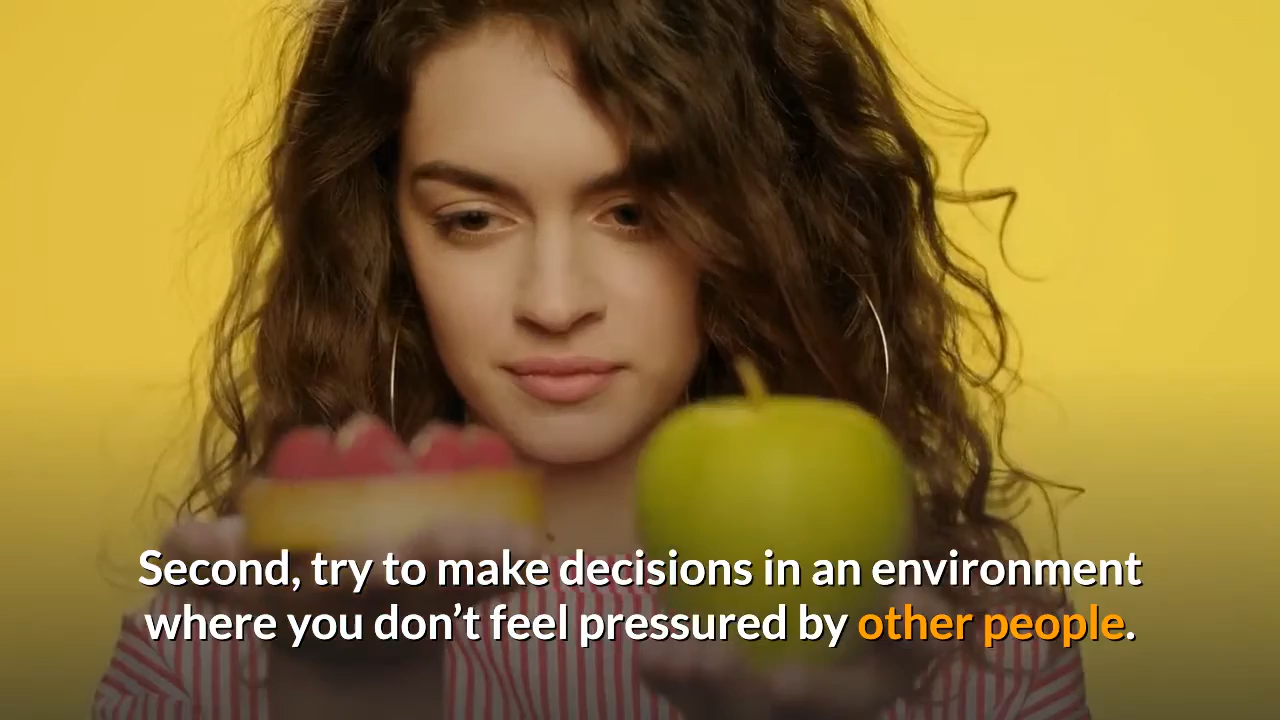 Second, try to make decisions in an environment
where you don’t feel pressured by other people.